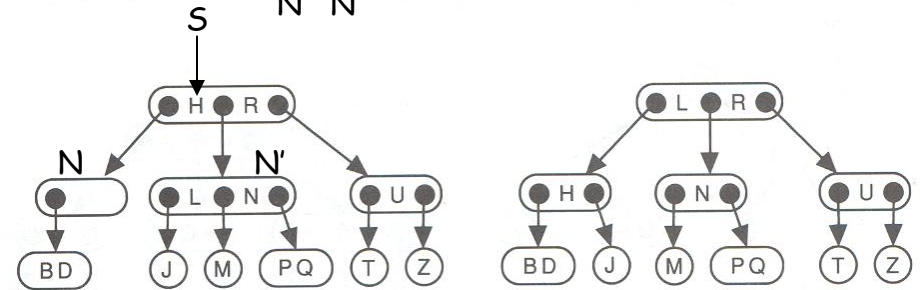 N N
S
H R L R
N N'
L N U H N U
BD J M PQ T Z BD J M PQ T Z